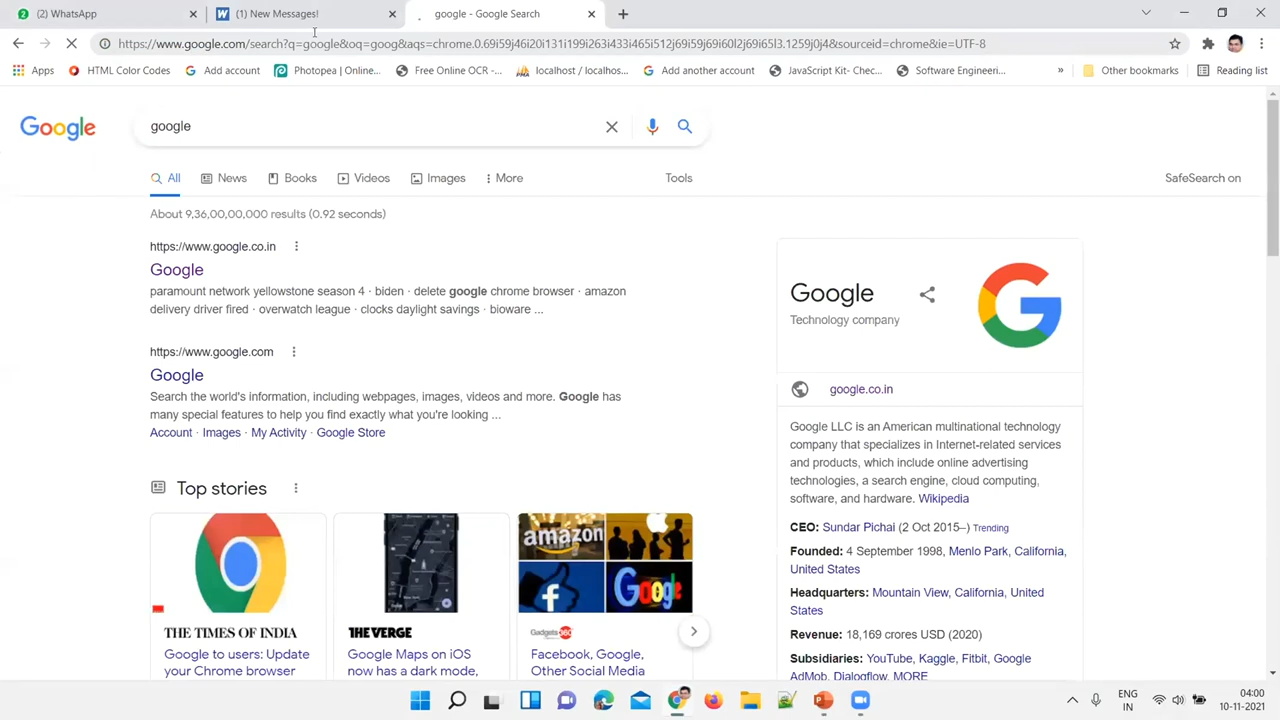 2 (2) WhatsApp
W (1) New Messages!
google - Google Search
https://www.google.com/search?q=google&oq=goog&aqs=chrome.0.69i59j46i20i131i199i263i433i465i512j69i59j69i60l2j69i65l3.1259j0j4&sourceid=chrome&ie=UTF-8
Apps
HTML Color Codes
Add account
Photopea | Online...
Free Online OCR -...
localhost / localhos...
Add another account
JavaScript Kit- Chec...
Software Engineeri...
»
Other bookmarks
Reading list
Google
google
All
News
Books
Videos
Images
More
Tools
SafeSearch on
About 9,36,00,00,000 results (0.92 seconds)
https://www.google.co.in
Google
paramount network yellowstone season 4 · biden · delete google chrome browser · amazon
delivery driver fired · overwatch league · clocks daylight savings · bioware ...
https://www.google.com
Google
Search the world's information, including webpages, images, videos and more. Google has
many special features to help you find exactly what you're looking ...
Account · Images · My Activity · Google Store
Top stories
THE TIMES OF INDIA
Google to users: Update
your Chrome browser
THE VERGE
Google Maps on iOS
now has a dark mode,
amazon
f
Google
Gadgets360
Facebook, Google,
Other Social Media
Google
Technology company
G
google.co.in
Google LLC is an American multinational technology
company that specializes in Internet-related services
and products, which include online advertising
technologies, a search engine, cloud computing,
software, and hardware. Wikipedia
CEO: Sundar Pichai (2 Oct 2015–) Trending
Founded: 4 September 1998, Menlo Park, California,
United States
Headquarters: Mountain View, California, United
States
Revenue: 18,169 crores USD (2020)
Subsidiaries: YouTube, Kaggle, Fitbit, Google
AdMob, Dialogflow, MORE
ENG
IN
04:00
10-11-2021